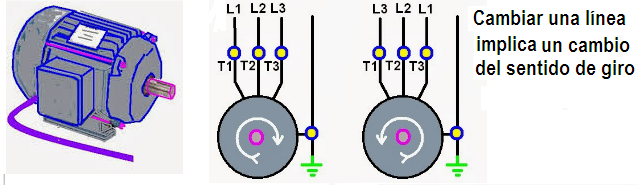 L1 L2 L3
T1 T2 T3
L3 L2 L1
T1 T2 T3
Cambiar una línea
implica un cambio
del sentido de giro